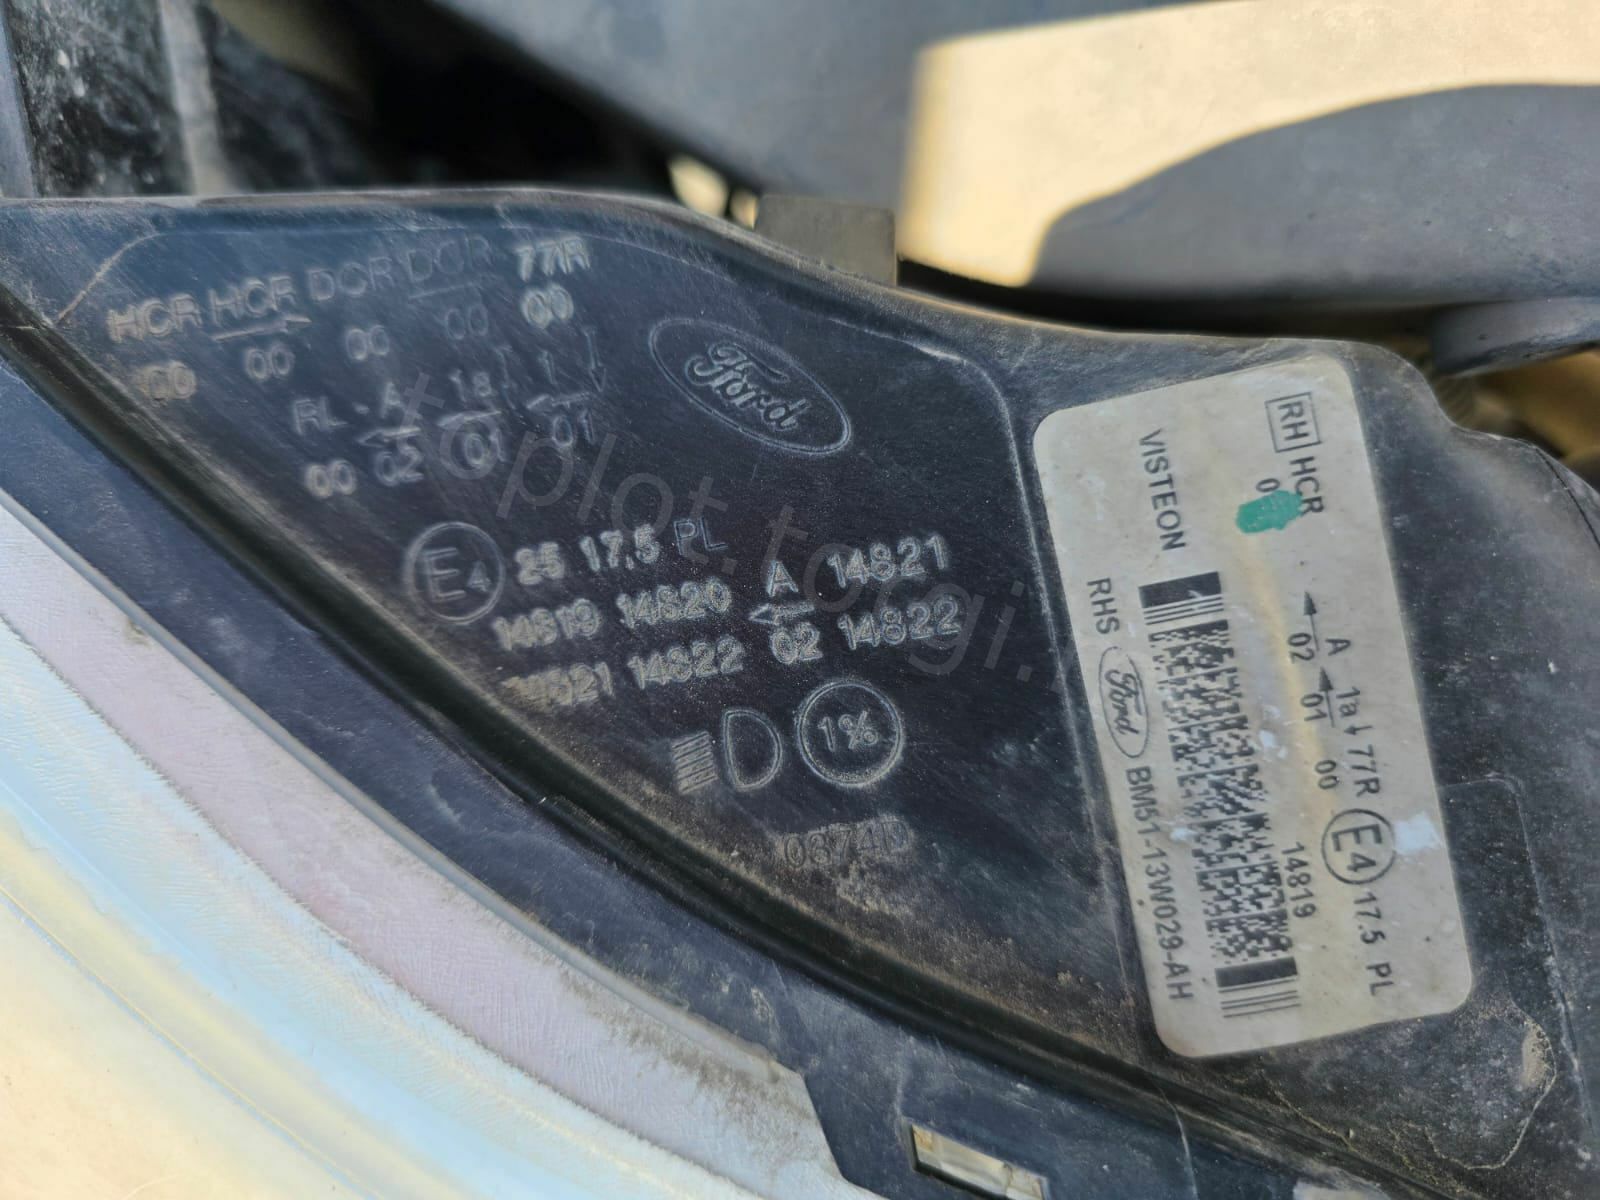 HCR HCR DCR DCR 77R
00 00 00 00 00
RL A 1a 1
00 02 01 01
Ford
E4 25 17,5 PL
14819 14820 A 14821
14821 14822 02 14822
1%
0374D
RH HCR A 1a 77R E4 17.5 PL
02 01 00
14819
VISTEON
RHS Ford BM51-13W029-AH
toplot.torgi.